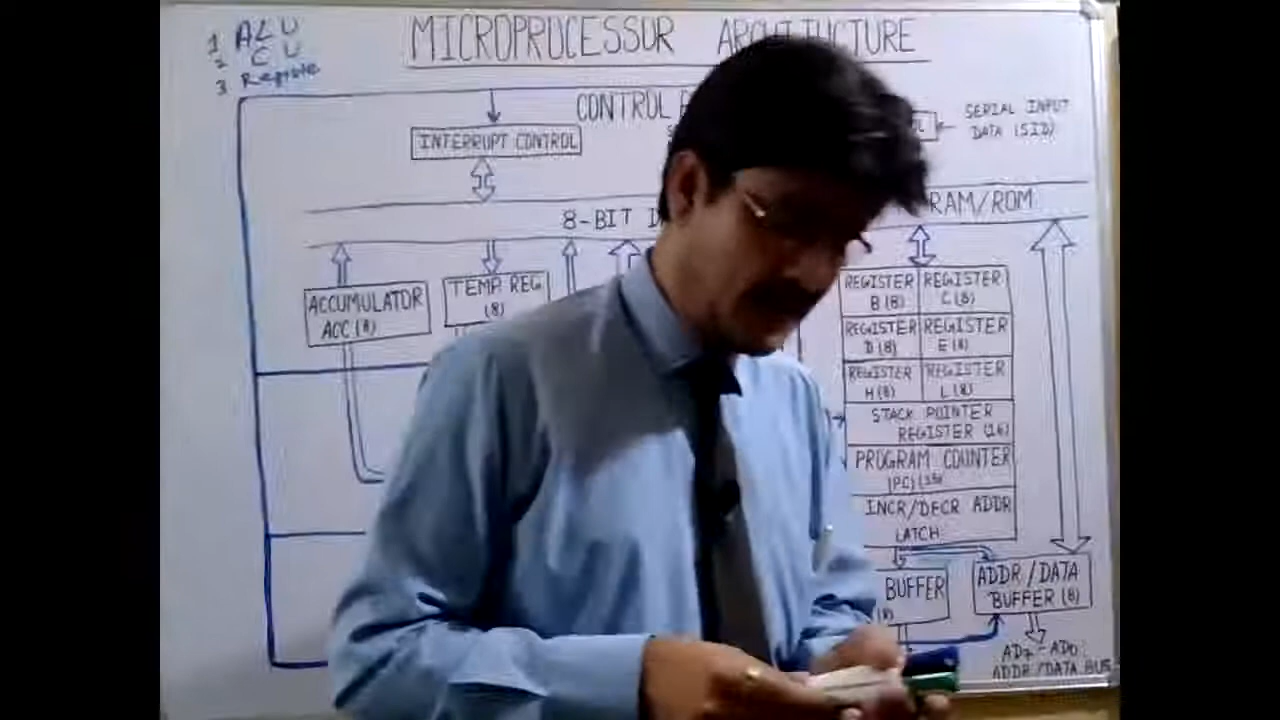 1 ALU
2 CU
3 Register
MICROPROCESSOR ARCHITUCTURE
CONTROL
INTERRUPT CONTROL
SERIAL INPUT
DATA (SID)
8-BIT
RAM/ROM
ACCUMULATOR
ACC (8)
TEMP. REG
(8)
REGISTER
B (8)
REGISTER
C (8)
REGISTER
D (8)
REGISTER
E (8)
REGISTER
H (8)
REGISTER
L (8)
STACK POINTER
REGISTER (16)
PROGRAM COUNTER
(PC)
INCR/DECR ADDR
LATCH
BUFFER
(8)
ADDR/DATA
BUFFER (8)
AD7-AD0
ADDR/DATA BUS